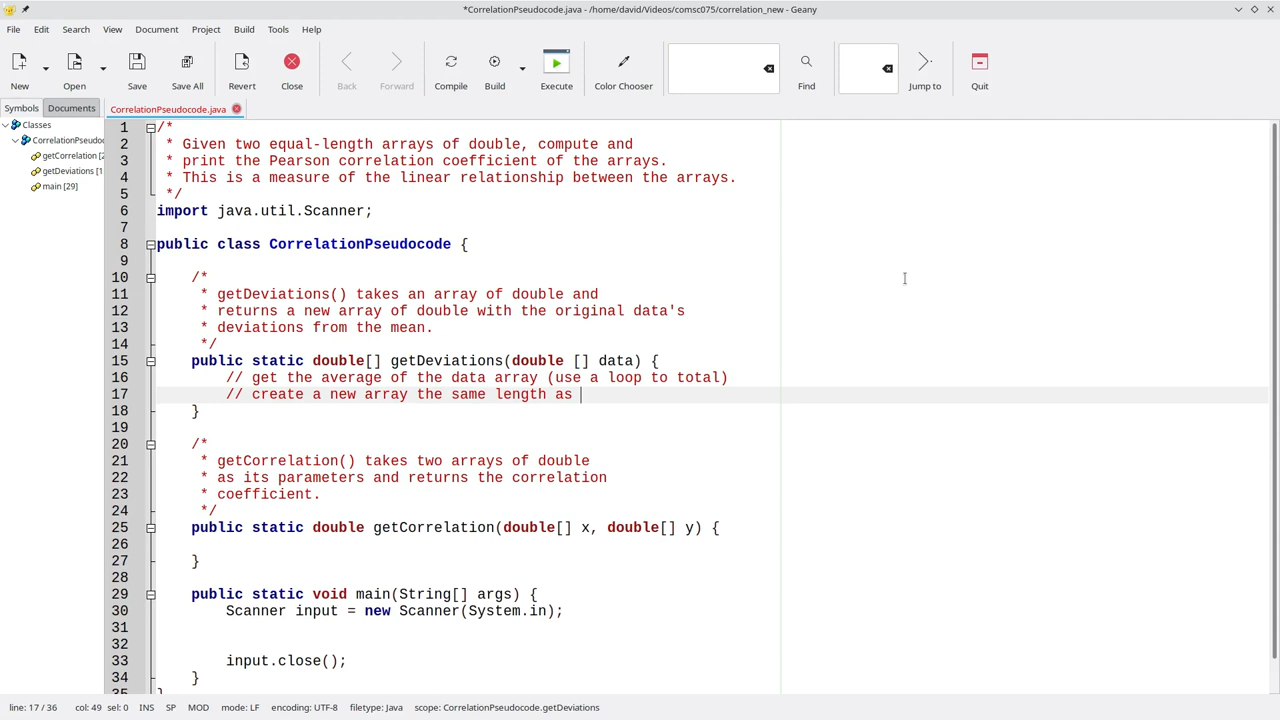 *CorrelationPseudocode.java - /home/david/Videos/comsc075/correlation_new - Geany
File Edit Search View Document Project Build Tools Help
New Open Save Save All Revert Close Back Forward Compile Build Execute Color Chooser Find Jump to Quit
Symbols Documents CorrelationPseudocode.java
Classes
CorrelationPseudoc
getCorrelation [2
getDeviations [1
main [29]
1 /*
2 * Given two equal-length arrays of double, compute and
3 * print the Pearson correlation coefficient of the arrays.
4 * This is a measure of the linear relationship between the arrays.
5 */
6 import java.util.Scanner;
7
8 public class CorrelationPseudocode {
9
10 /*
11 * getDeviations() takes an array of double and
12 * returns a new array of double with the original data's
13 * deviations from the mean.
14 */
15 public static double[] getDeviations(double [] data) {
16 // get the average of the data array (use a loop to total)
17 // create a new array the same length as
18 }
19
20 /*
21 * getCorrelation() takes two arrays of double
22 * as its parameters and returns the correlation
23 * coefficient.
24 */
25 public static double getCorrelation(double[] x, double[] y) {
26
27 }
28
29 public static void main(String[] args) {
30 Scanner input = new Scanner(System.in);
31
32
33 input.close();
34 }
35 }
line: 17 / 36 col: 49 sel: 0 INS SP MOD mode: LF encoding: UTF-8 filetype: Java scope: CorrelationPseudocode.getDeviations